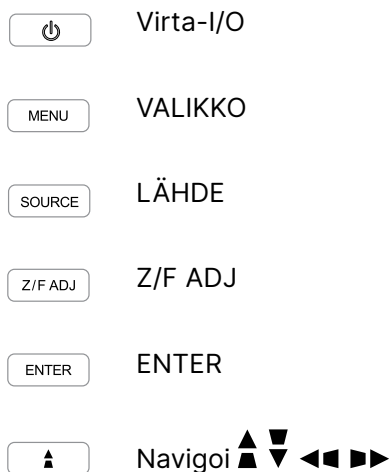 Virta-I/O
MENU VALIKKO
SOURCE LÄHDE
Z/F ADJ Z/F ADJ
ENTER ENTER
Navigoi